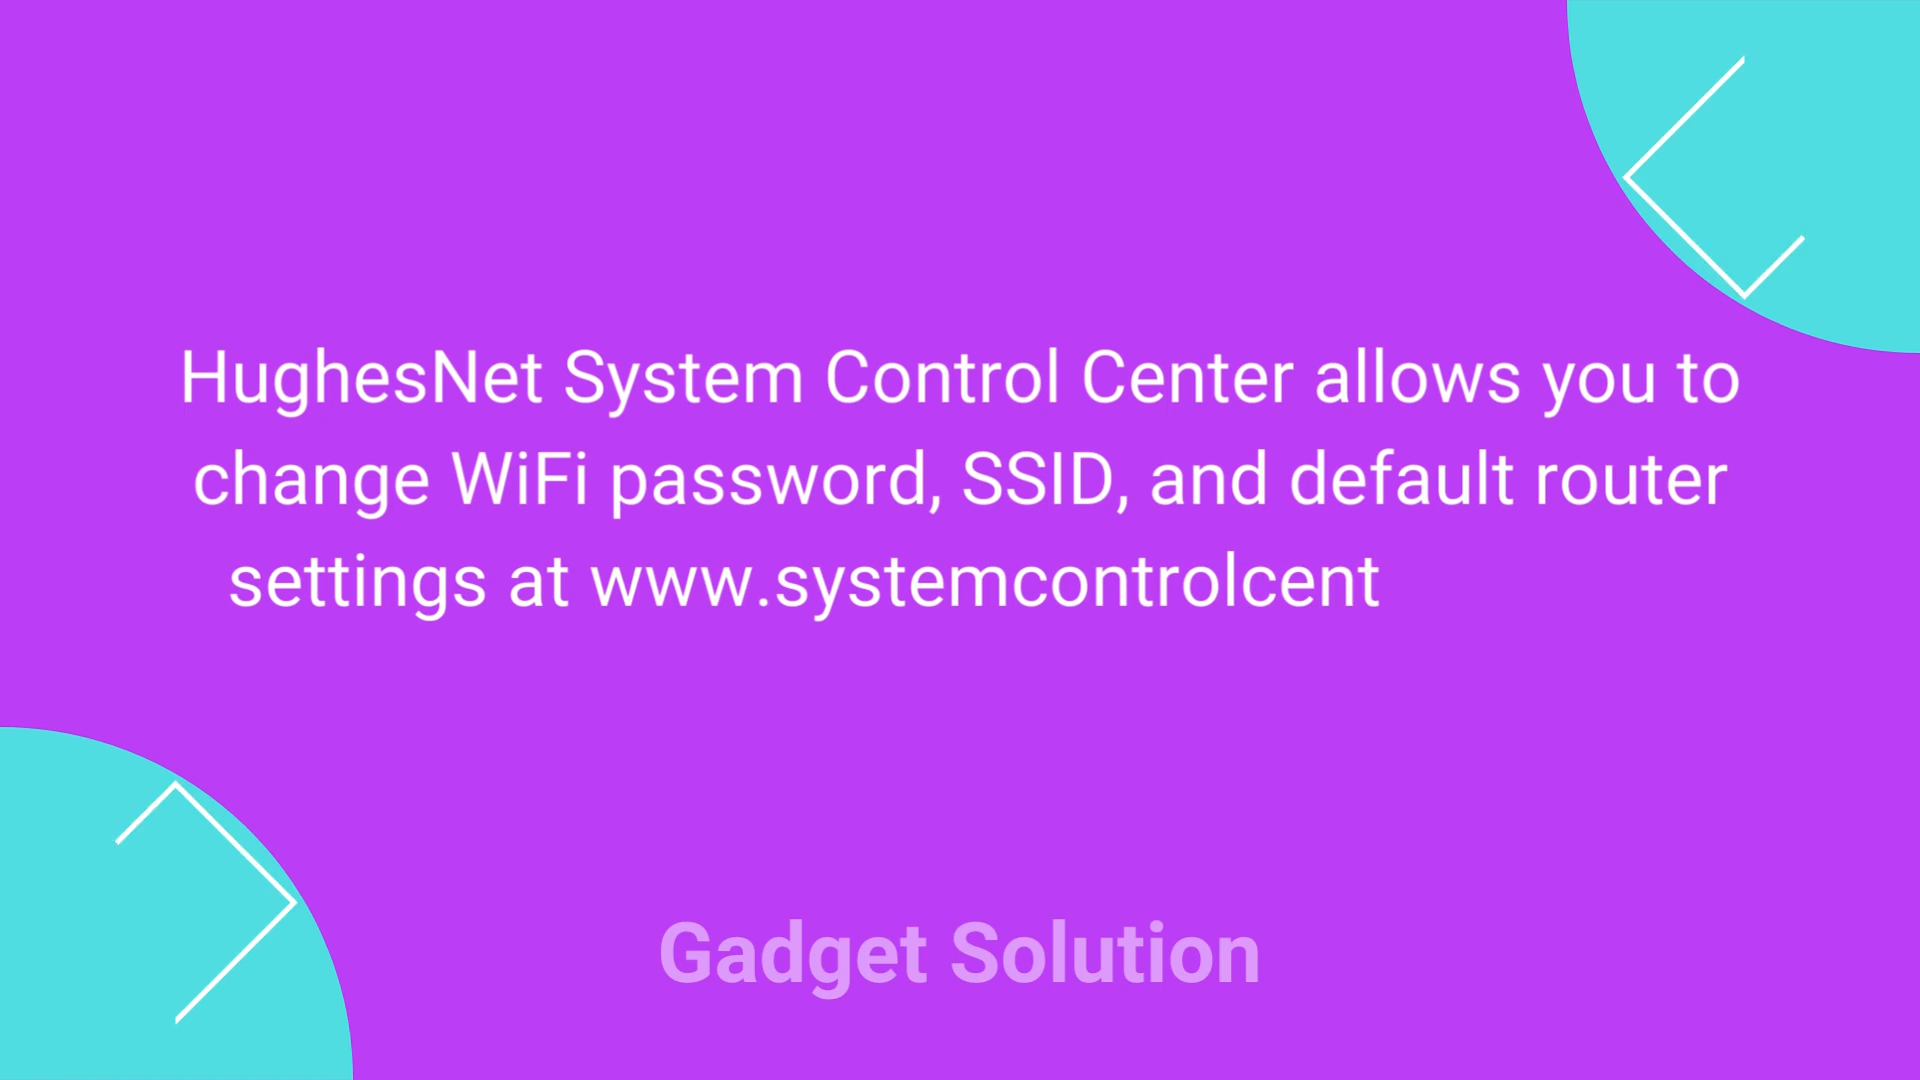 HughesNet System Control Center allows you to
change WiFi password, SSID, and default router
settings at www.systemcontrolcent
Gadget Solution